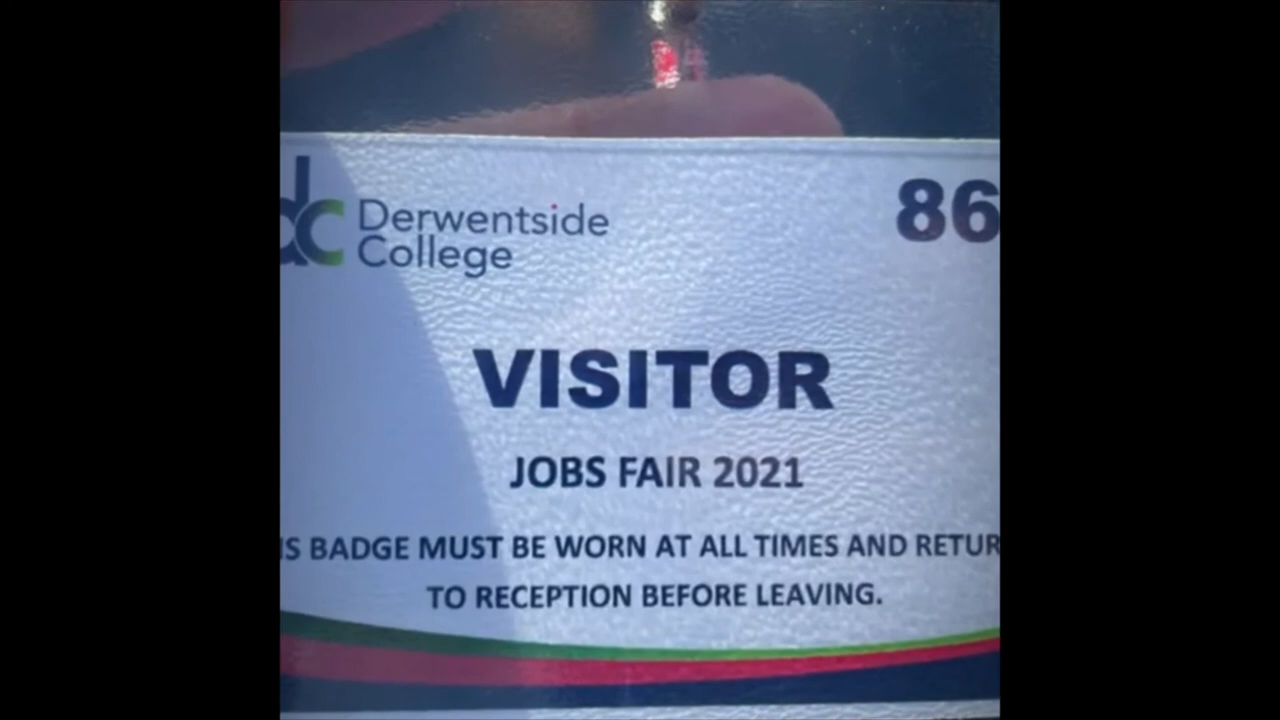 dc Derwentside
College
86
VISITOR
JOBS FAIR 2021
IS BADGE MUST BE WORN AT ALL TIMES AND RETUR
TO RECEPTION BEFORE LEAVING.